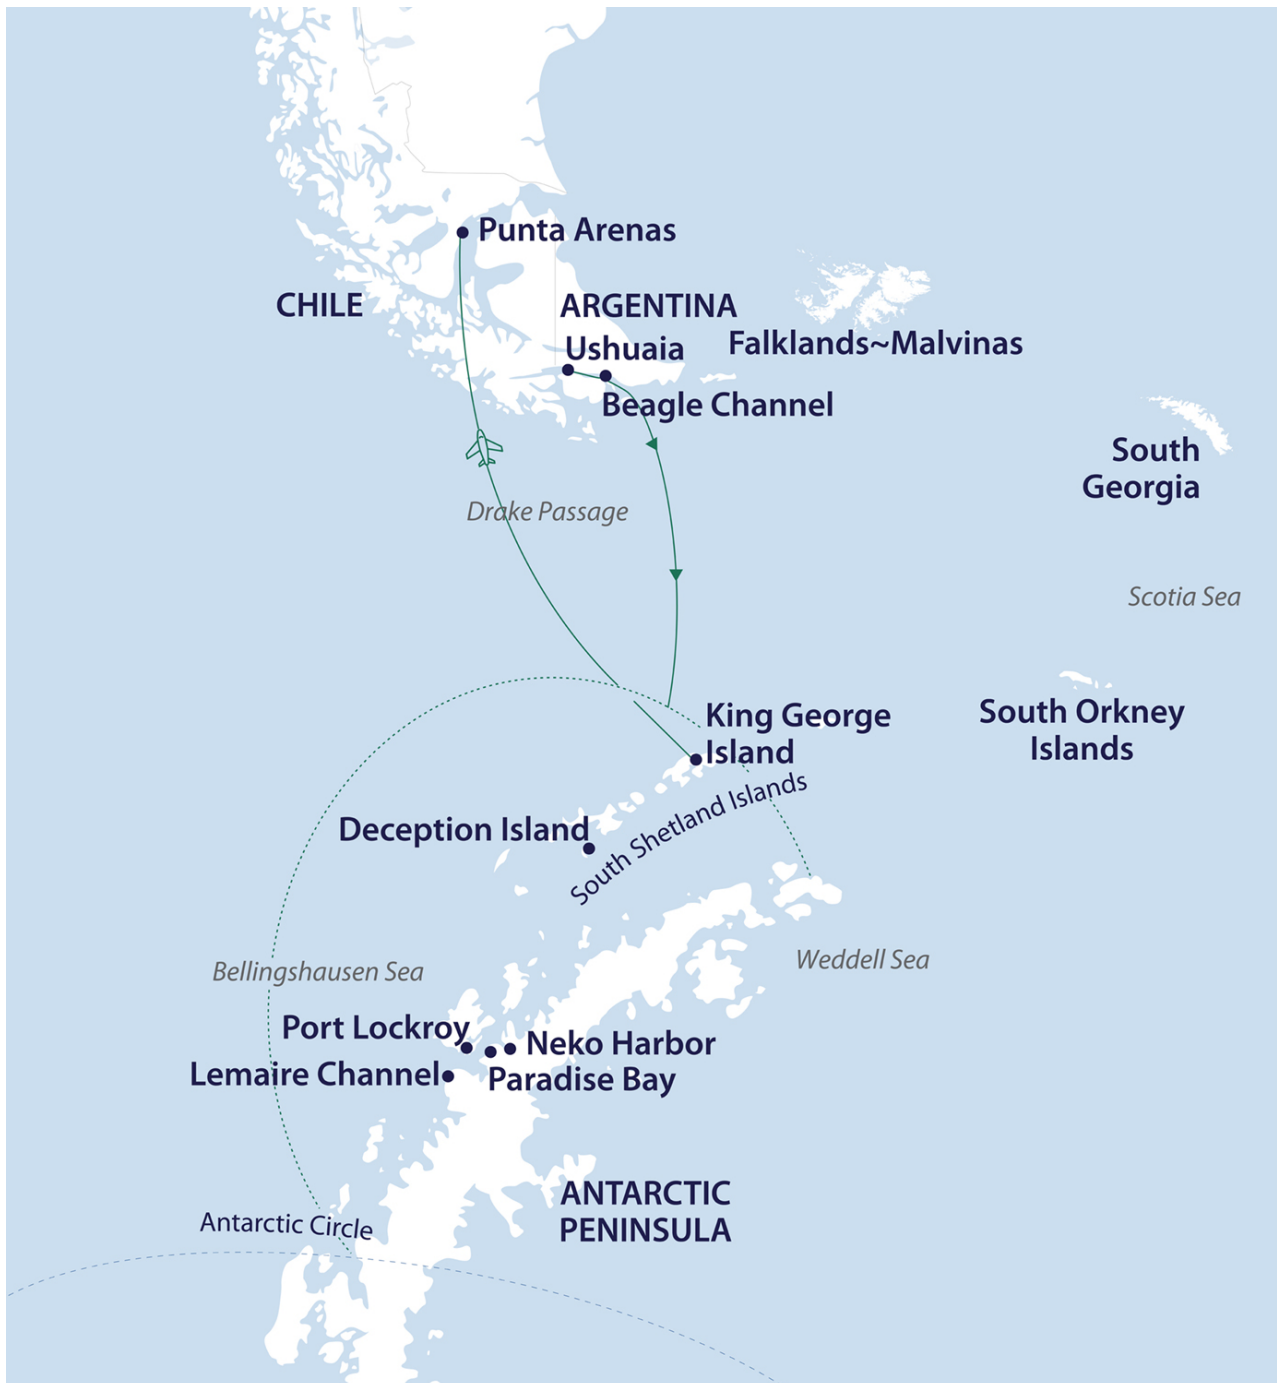 Punta Arenas
CHILE
ARGENTINA
Ushuaia
Falklands~Malvinas
Beagle Channel
South
Georgia
Drake Passage
Scotia Sea
King George
Island
South Orkney
Islands
South Shetland Islands
Deception Island
Weddell Sea
Bellingshausen Sea
Port Lockroy
Neko Harbor
Lemaire Channel
Paradise Bay
ANTARCTIC
PENINSULA
Antarctic Circle